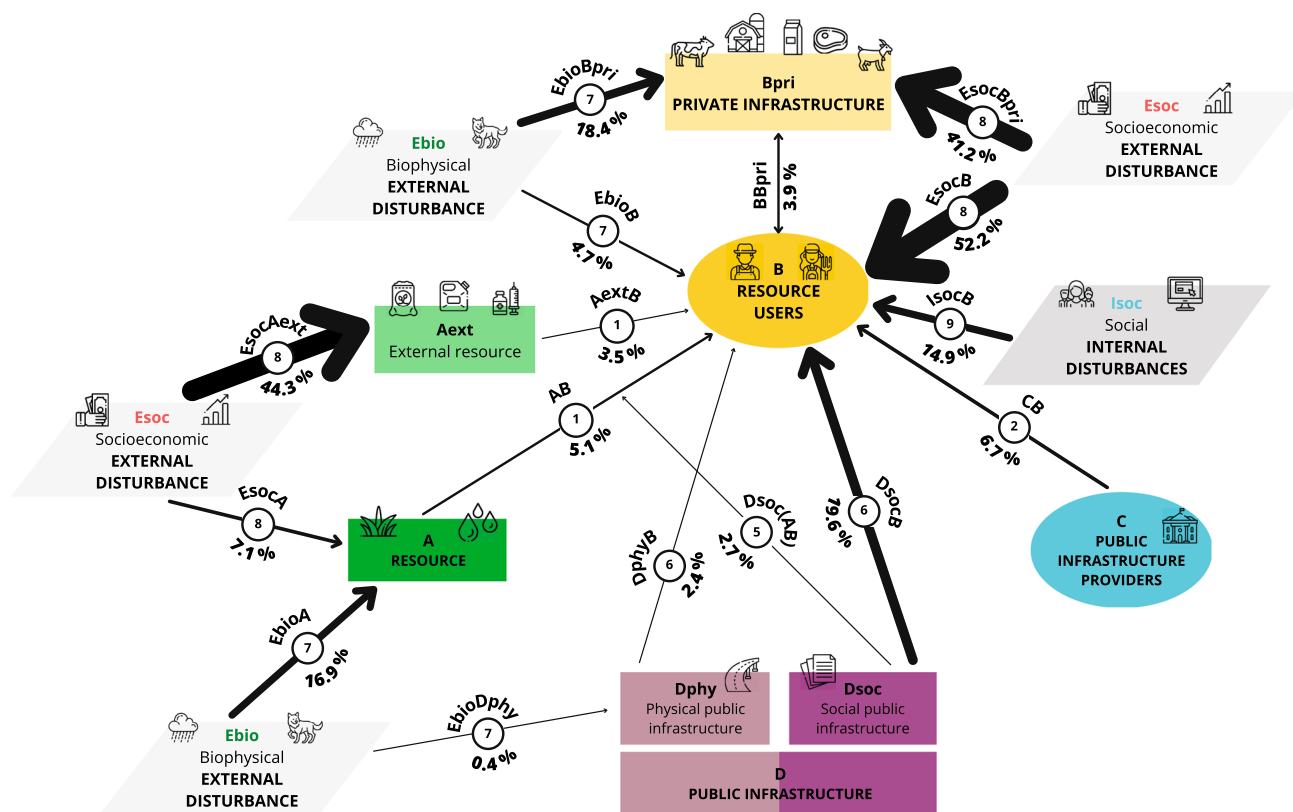 EbioBpri
7
18.4 %
Bpri
PRIVATE INFRASTRUCTURE
EsocBpri
8
41.2 %
Esoc
Socioeconomic
EXTERNAL
DISTURBANCE
Ebio
Biophysical
EXTERNAL
DISTURBANCE
BBpri
3.9 %
EbioB
7
4.7 %
EsocB
8
52.2 %
B
RESOURCE
USERS
IsocB
9
14.9 %
Isoc
Social
INTERNAL
DISTURBANCES
EsocAext
8
44.3 %
Aext
External resource
AextB
1
3.5 %
AB
1
5.1 %
CB
2
6.7 %
Esoc
Socioeconomic
EXTERNAL
DISTURBANCE
EsocA
8
7.1 %
A
RESOURCE
DphyB
6
2.4 %
Dsoc(AB)
5
2.7 %
DsocB
6
19.6 %
C
PUBLIC
INFRASTRUCTURE
PROVIDERS
EbioA
7
16.9 %
Ebio
Biophysical
EXTERNAL
DISTURBANCE
EbioDphy
7
0.4 %
Dphy
Physical public
infrastructure
Dsoc
Social public
infrastructure
D
PUBLIC INFRASTRUCTURE